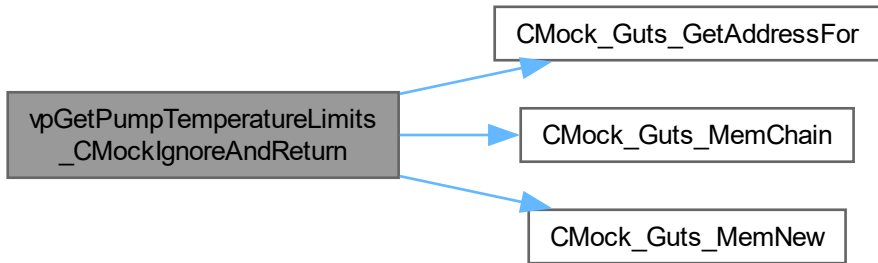 vpGetPumpTemperatureLimits
_CMockIgnoreAndReturn
CMock_Guts_GetAddressFor
CMock_Guts_MemChain
CMock_Guts_MemNew